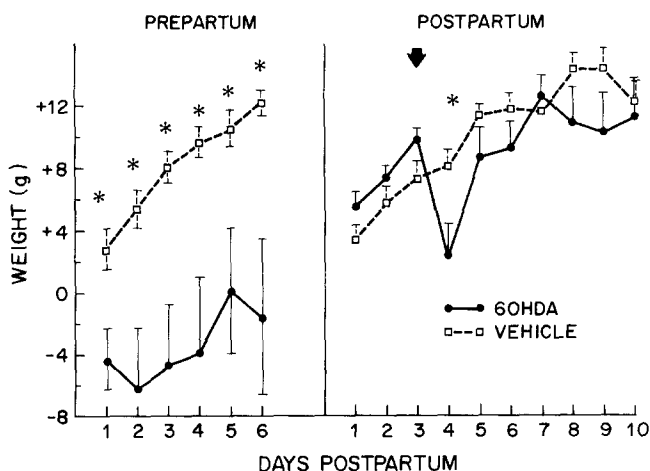 PREPARTUM
POSTPARTUM
WEIGHT (g)
+12
+8
+4
0
-4
-8
* * * * * *
*
6OHDA
VEHICLE
1 2 3 4 5 6
1 2 3 4 5 6 7 8 9 10
DAYS POSTPARTUM